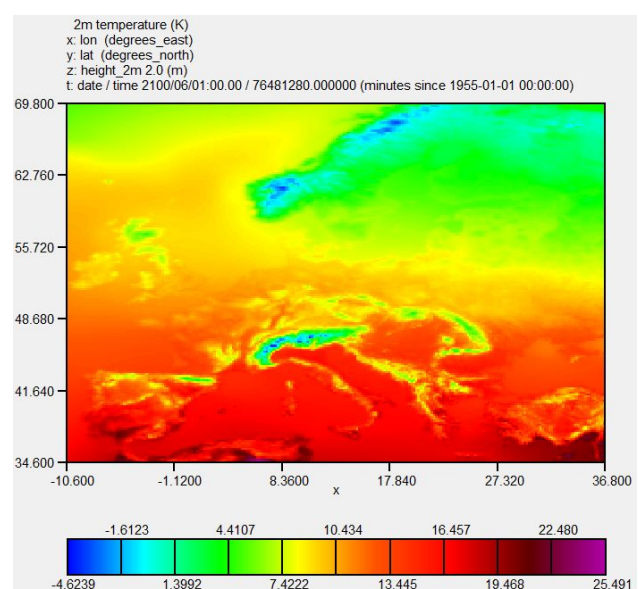 2m temperature (K)
x: lon (degrees_east)
y: lat (degrees_north)
z: height_2m 2.0 (m)
t: date / time 2100/06/01:00.00 / 76481280.000000 (minutes since 1955-01-01 00:00:00)
69.800
62.760
55.720
48.680
41.640
34.600
-10.600 -1.1200 8.3600 17.840 27.320 36.800
x
-1.6123 4.4107 10.434 16.457 22.480
-4.6239 1.3992 7.4222 13.445 19.468 25.491